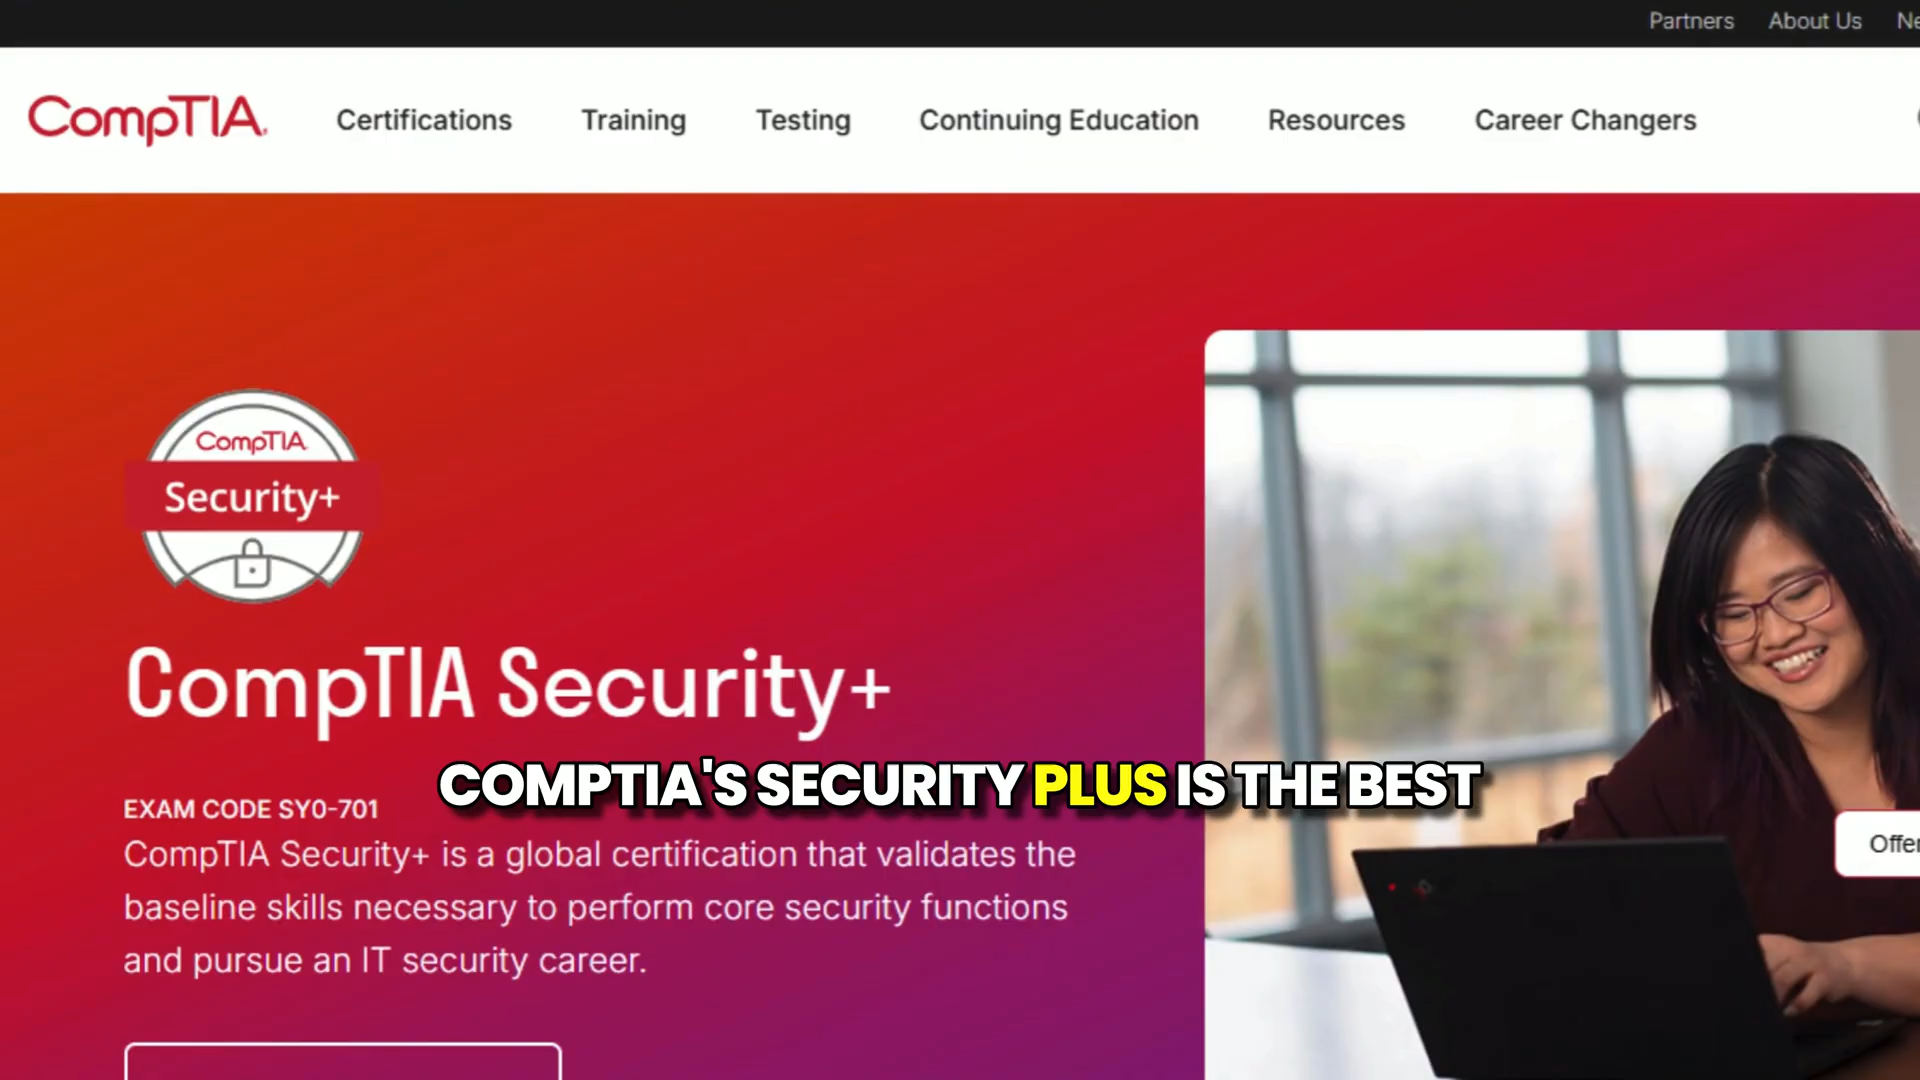 Partners About Us
CompTIA.
Certifications Training Testing Continuing Education Resources Career Changers
CompTIA
Security+
CompTIA Security+
COMPTIA'S SECURITY PLUS IS THE BEST
EXAM CODE SY0-701
CompTIA Security+ is a global certification that validates the
baseline skills necessary to perform core security functions
and pursue an IT security career.